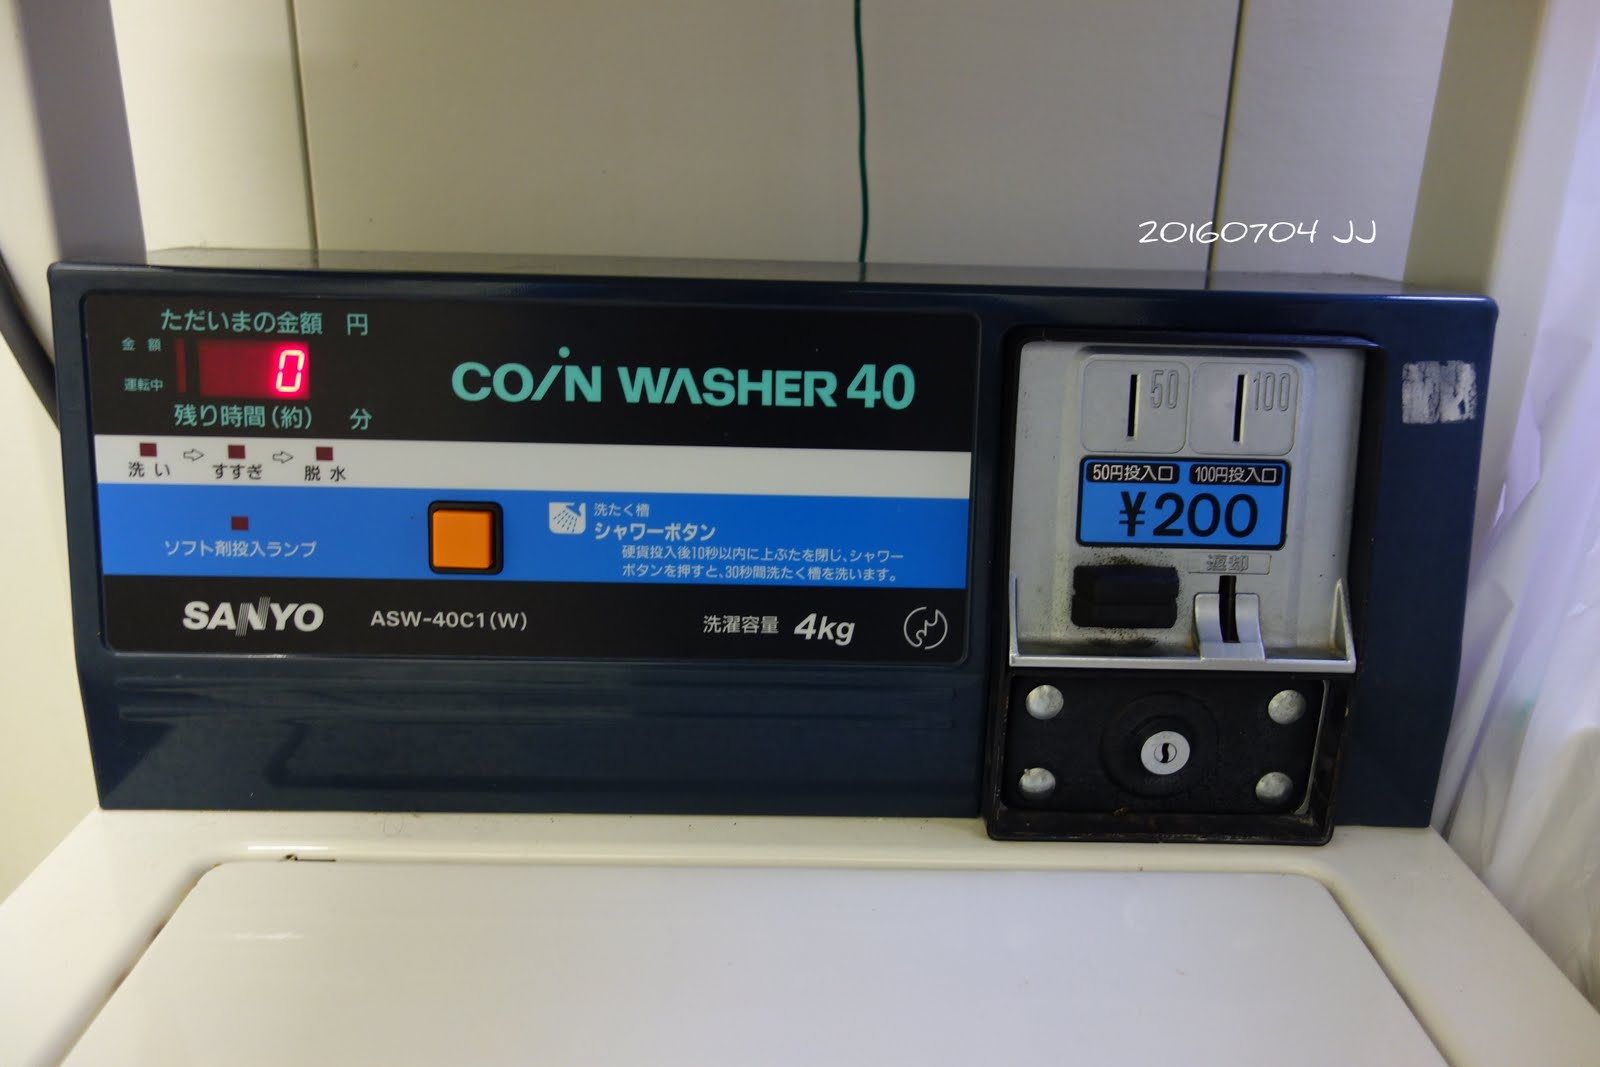 20160704 JJ
ただいまの金額 円
金額
0
運転中
残り時間(約) 分
COIN WASHER 40
洗い ⇨ すすぎ ⇨ 脱水
ソフト剤投入ランプ
洗たく槽
シャワーボタン
硬貨投入後10秒以内に上ぶたを閉じ、シャワー
ボタンを押すと、30秒間洗たく槽を洗います。
SANYO ASW-40C1(W) 洗濯容量 4kg
50 100
50円投入口 100円投入口
¥200
返却